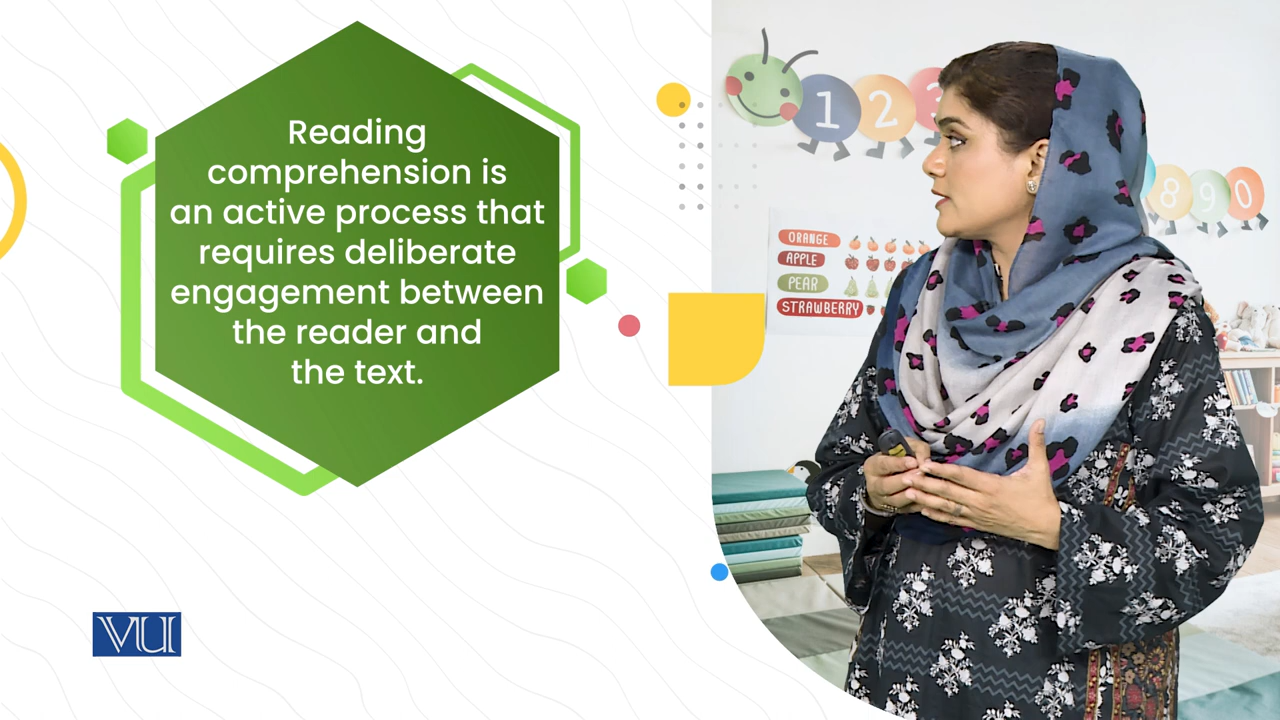 Reading
comprehension is
an active process that
requires deliberate
engagement between
the reader and
the text.
VU
1 2 3
8 9 0
ORANGE
APPLE
PEAR
STRAWBERRY